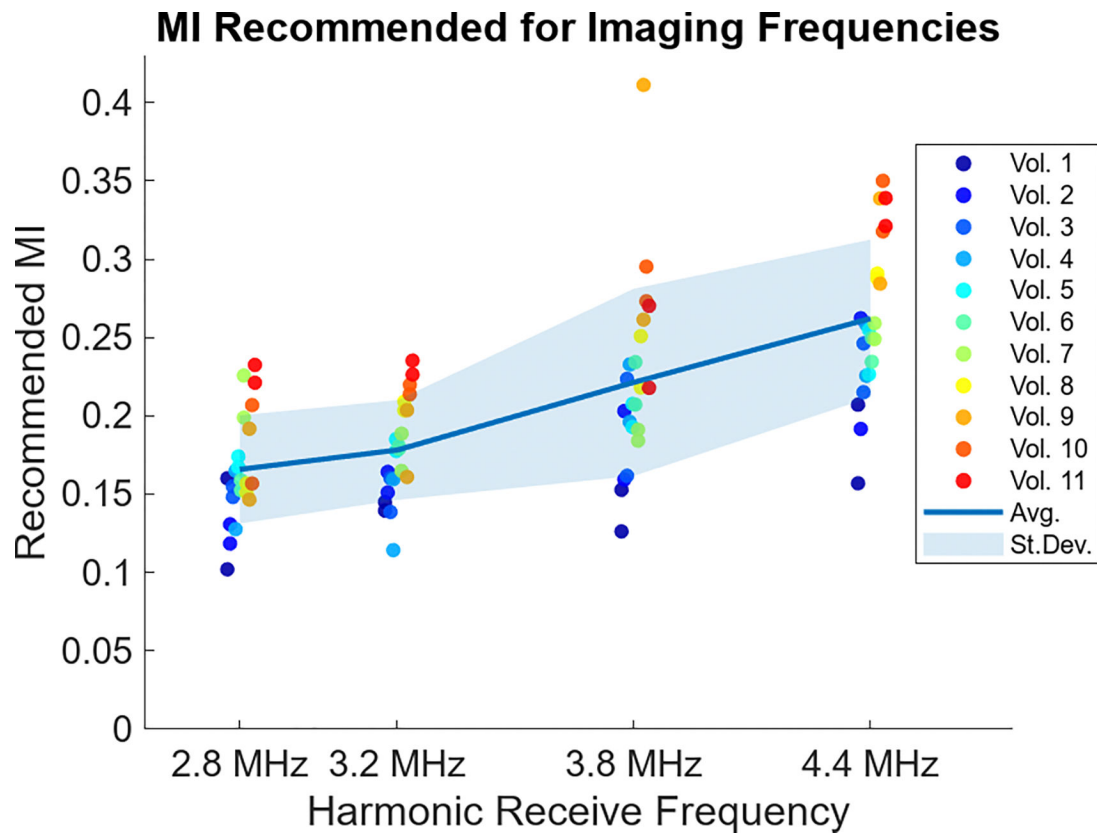 MI Recommended for Imaging Frequencies
0.4
0.35
0.3
0.25
0.2
0.15
0.1
0.05
0
Recommended MI
2.8 MHz 3.2 MHz 3.8 MHz 4.4 MHz
Harmonic Receive Frequency
Vol. 1
Vol. 2
Vol. 3
Vol. 4
Vol. 5
Vol. 6
Vol. 7
Vol. 8
Vol. 9
Vol. 10
Vol. 11
Avg.
St.Dev.